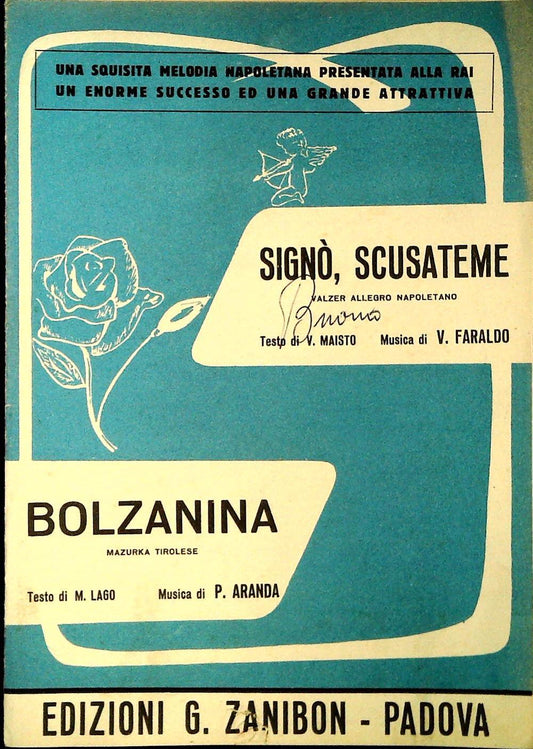 UNA SQUISITA MELODIA NAPOLETANA PRESENTATA ALLA RAI
UN ENORME SUCCESSO ED UNA GRANDE ATTRATTIVA
SIGNÒ, SCUSATEME
VALZER ALLEGRO NAPOLETANO
Buono
Testo di V. MAISTO Musica di V. FARALDO
BOLZANINA
MAZURKA TIROLESE
Testo di M. LAGO Musica di P. ARANDA
EDIZIONI G. ZANIBON - PADOVA